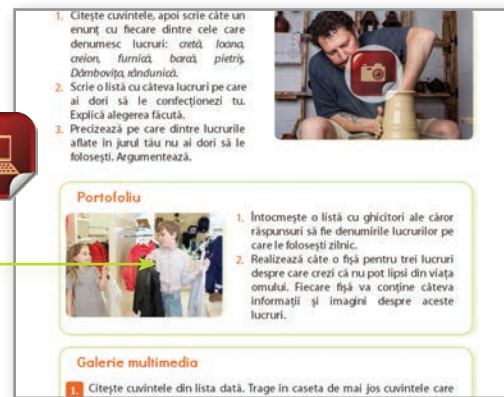 1. Citește cuvintele, apoi scrie câte un
enunț cu fiecare dintre cele care
denumesc lucruri: cretă, Ioana,
creion, furnică, barcă, pietriș,
Dâmbovița, rândunică.
2. Scrie o listă cu câteva lucruri pe care
ai dori să le confecționezi tu.
Explică alegerea făcută.
3. Precizează pe care dintre lucrurile
aflate în jurul tău nu ai dori să le
folosești. Argumentează.
Portofoliu
1. Întocmește o listă cu ghicitori ale căror
răspunsuri să fie denumirile lucrurilor pe
care le folosești zilnic.
2. Realizează câte o fișă pentru trei lucruri
despre care crezi că nu pot lipsi din viața
omului. Fiecare fișă va conține câteva
informații și imagini despre aceste
lucruri.
Galerie multimedia
1. Citește cuvintele din lista dată. Trage în caseta de mai jos cuvintele care